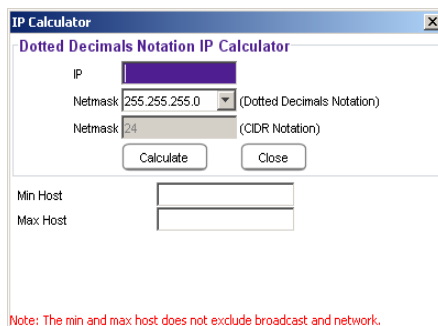 IP Calculator
Dotted Decimals Notation IP Calculator
IP
Netmask 255.255.255.0 (Dotted Decimals Notation)
Netmask 24 (CIDR Notation)
Calculate Close
Min Host
Max Host
Note: The min and max host does not exclude broadcast and network.